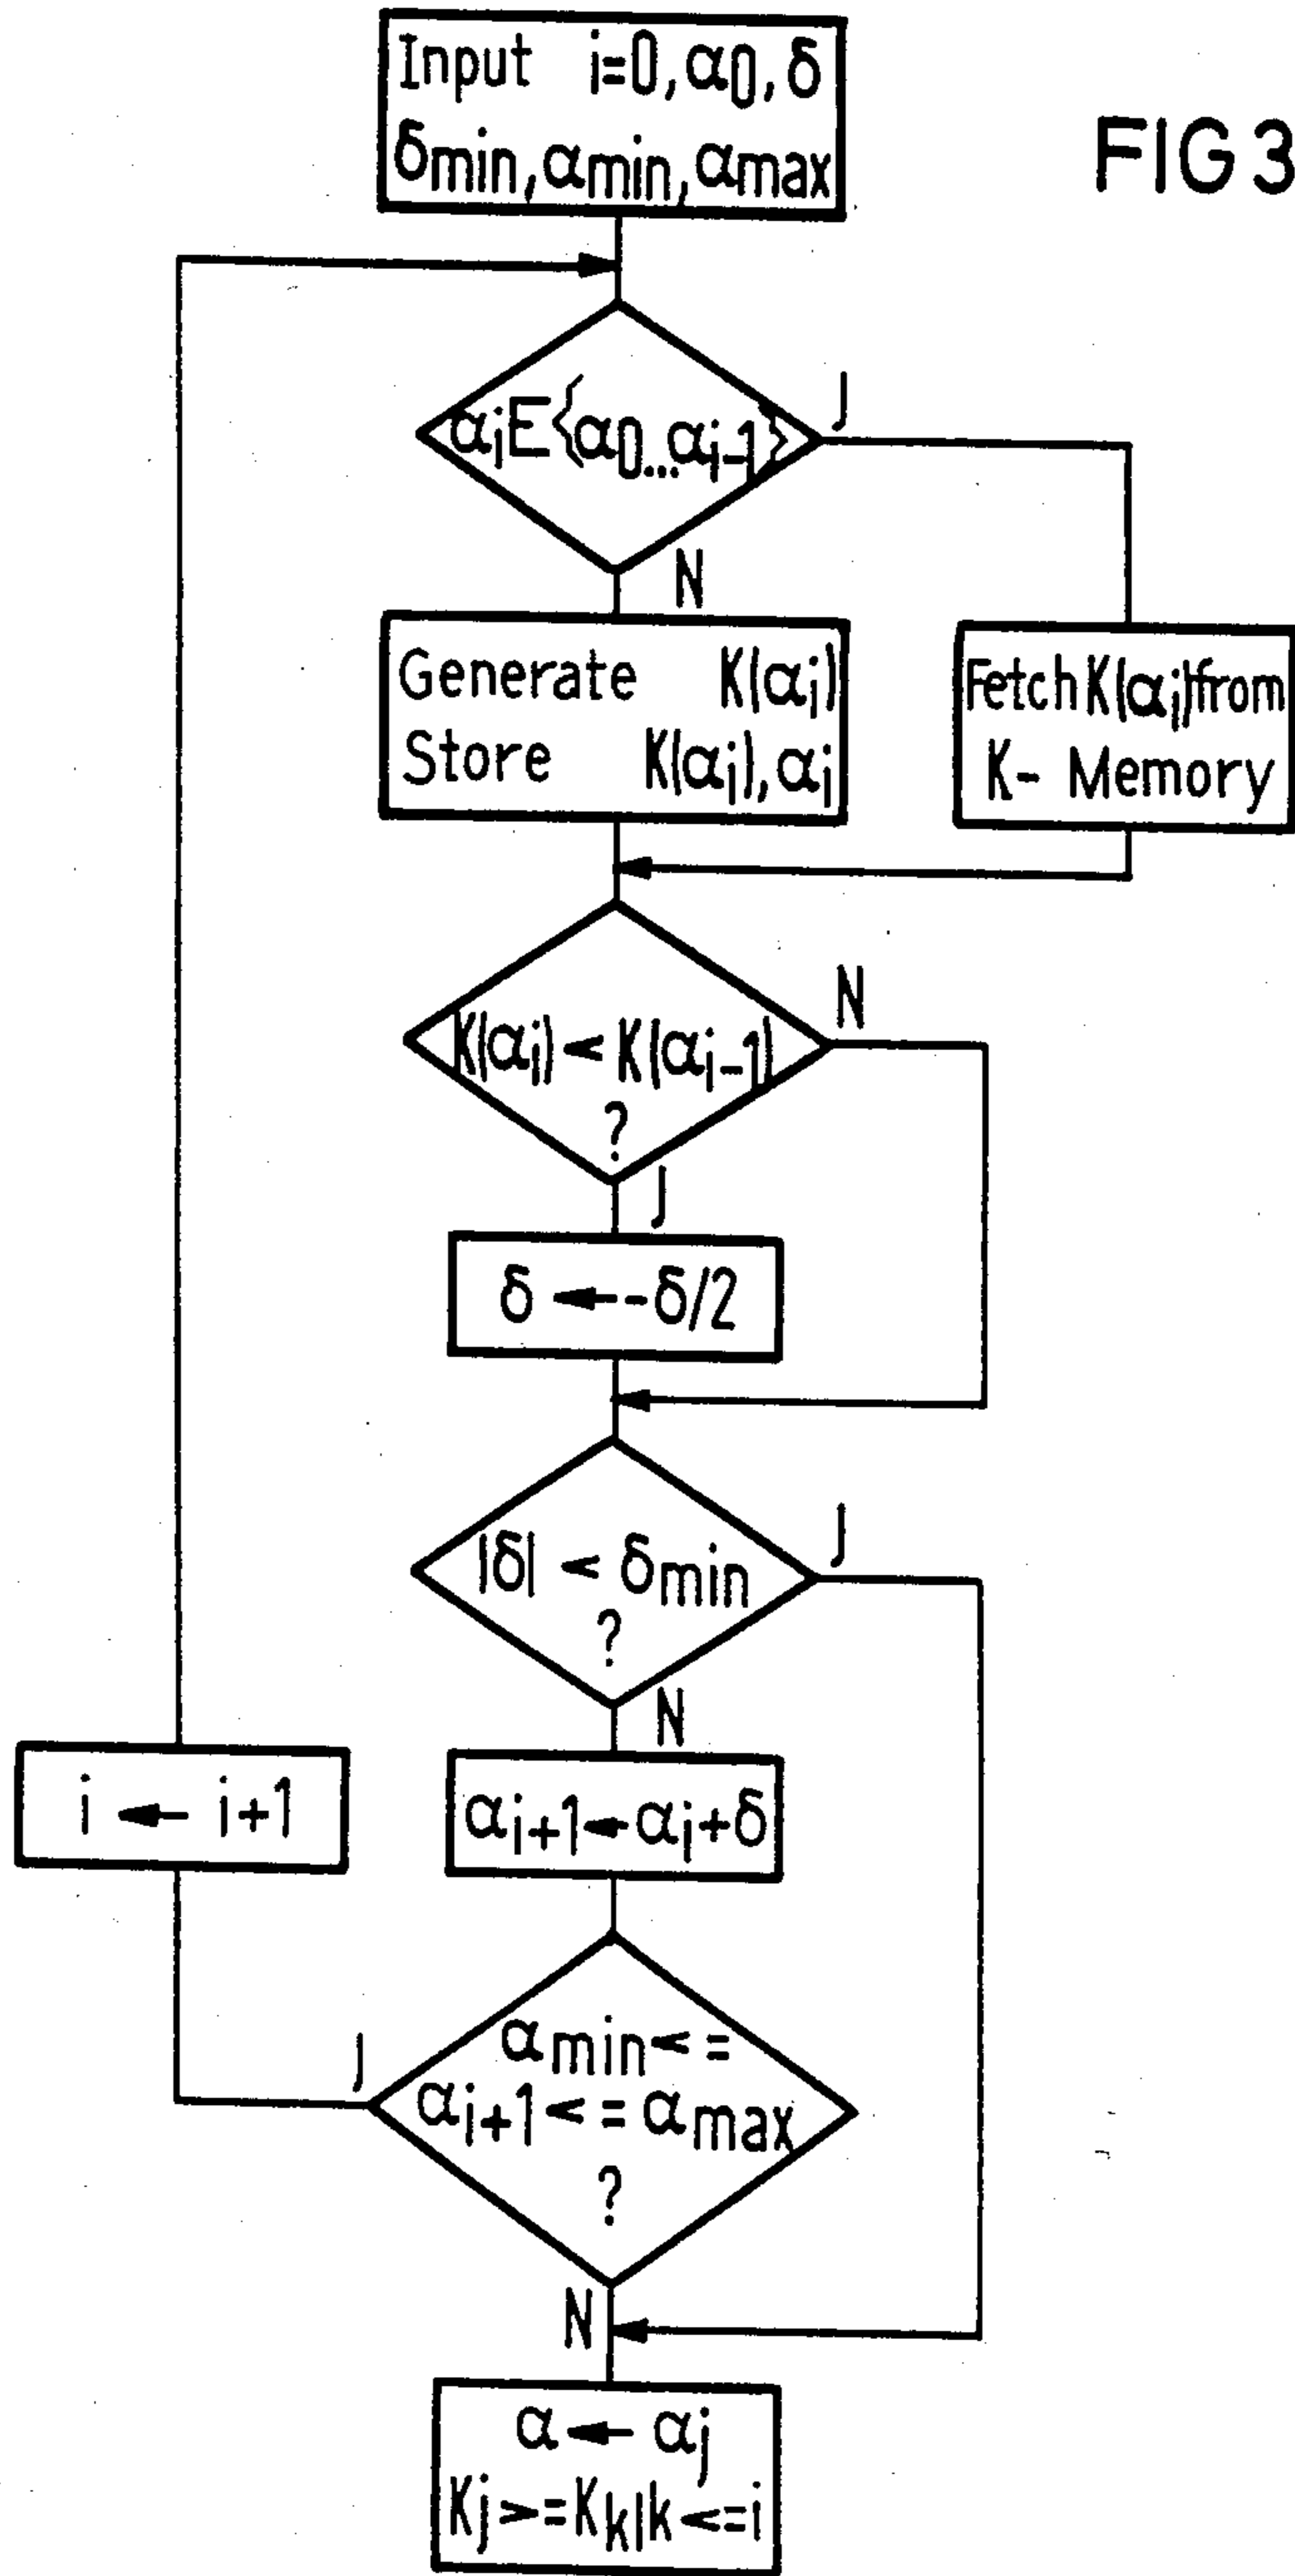 Input i=0, α0, δ
δmin, αmin, αmax
FIG 3
αi E {α0...αi-1}
J
N
Generate K(αi)
Store K(αi), αi
Fetch K(αi) from
K- Memory
K(αi) < K(αi-1)
?
N
J
δ ← -δ/2
|δ| < δmin
?
J
N
i ← i+1
αi+1 ← αi+δ
αmin < =
αi+1 < = αmax
?
J
N
α ← αj
Kj >=Kk|k <=i